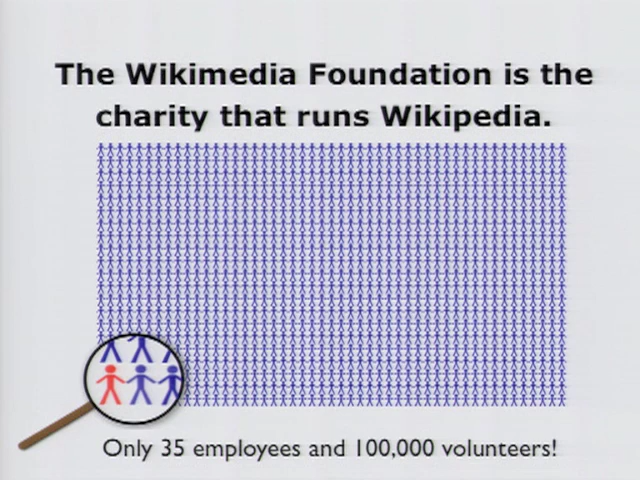 The Wikimedia Foundation is the
charity that runs Wikipedia.
Only 35 employees and 100,000 volunteers!